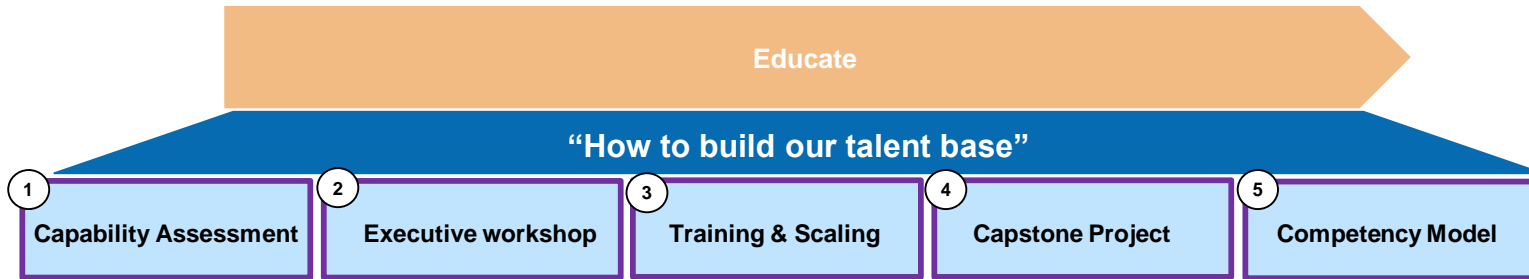 Educate
“How to build our talent base”
1
Capability Assessment
2
Executive workshop
3
Training & Scaling
4
Capstone Project
5
Competency Model